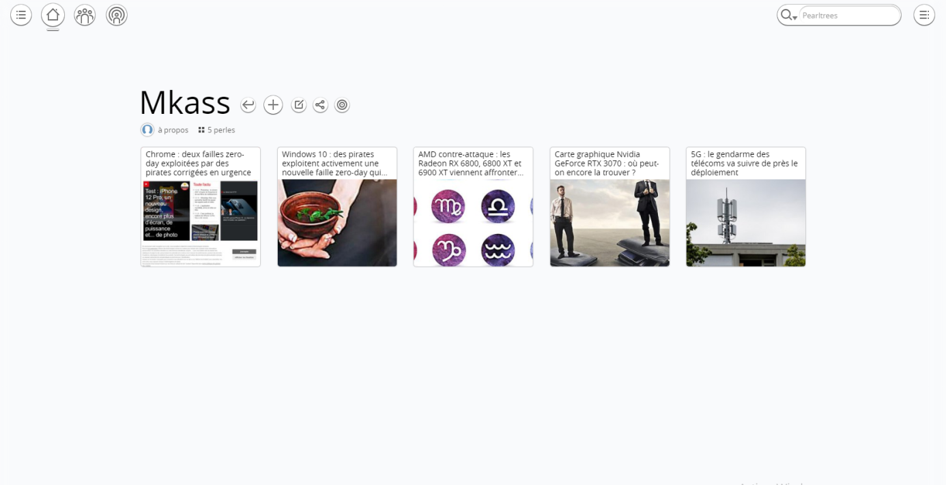 Pearltrees
Mkass
à propos
5 perles
Chrome : deux failles zero-
day exploitées par des
pirates corrigées en urgence
Test : iPhone
12 Pro, un
nouveau
design,
encore plus
d'écran, de
puissance
et... de photo
Windows 10 : des pirates
exploitent activement une
nouvelle faille zero-day qui...
AMD contre-attaque : les
Radeon RX 6800, 6800 XT et
6900 XT viennent affronter...
Carte graphique Nvidia
GeForce RTX 3070 : où peut-
on encore la trouver ?
5G : le gendarme des
télécoms va suivre de près le
déploiement